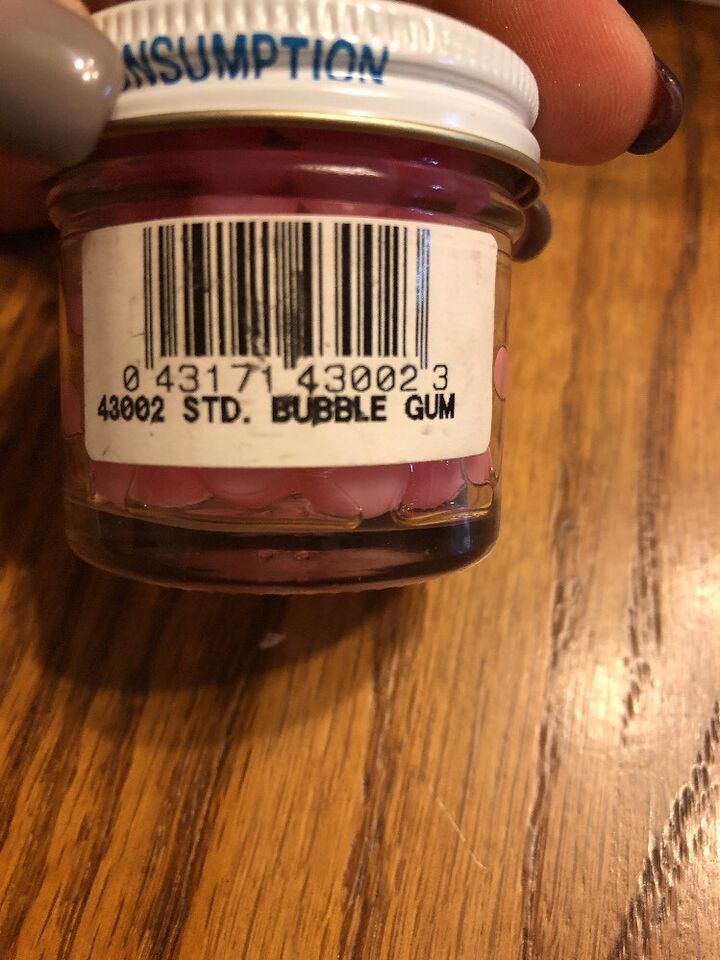 NSUMPTION
0 43171 43002 3
43002 STD. BUBBLE GUM